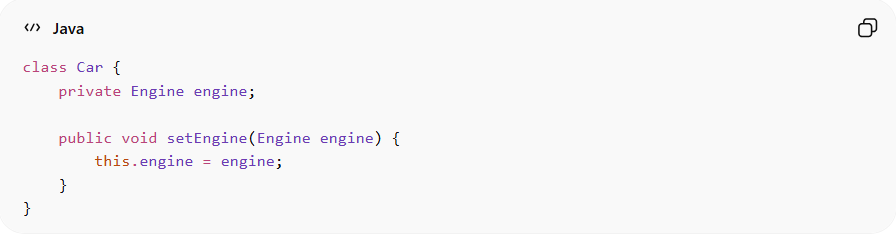 </> Java
class Car {
    private Engine engine;

    public void setEngine(Engine engine) {
        this.engine = engine;
    }
}